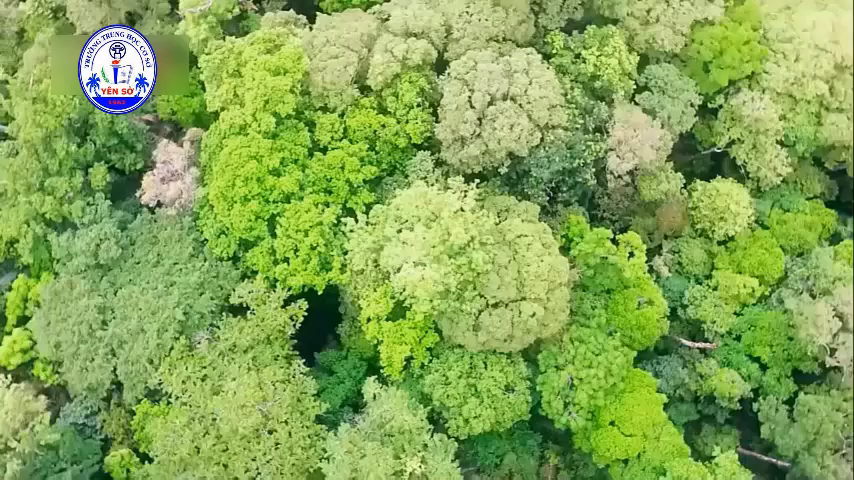 TRƯỜNG TRUNG HỌC CƠ SỞ
YÊN SỞ